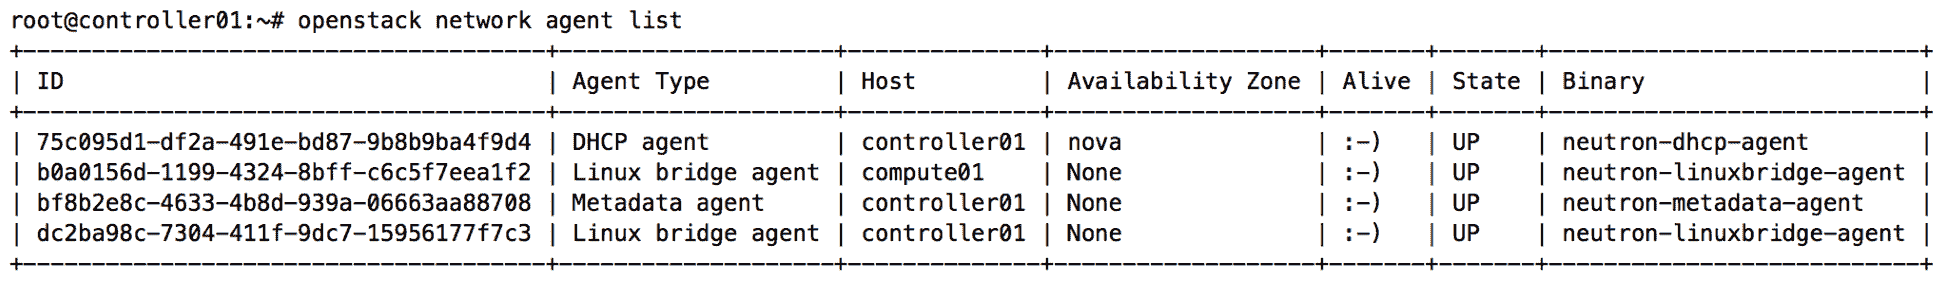 root@controller01:~# openstack network agent list
+--------------------------------------+--------------------+--------------+-------------------+-------+-------+---------------------------+
| ID                                   | Agent Type         | Host         | Availability Zone | Alive | State | Binary                    |
+--------------------------------------+--------------------+--------------+-------------------+-------+-------+---------------------------+
| 75c095d1-df2a-491e-bd87-9b8b9ba4f9d4 | DHCP agent         | controller01 | nova              | :-)   | UP    | neutron-dhcp-agent        |
| b0a0156d-1199-4324-8bff-c6c5f7eea1f2 | Linux bridge agent | compute01    | None              | :-)   | UP    | neutron-linuxbridge-agent |
| bf8b2e8c-4633-4b8d-939a-06663aa88708 | Metadata agent     | controller01 | None              | :-)   | UP    | neutron-metadata-agent    |
| dc2ba98c-7304-411f-9dc7-15956177f7c3 | Linux bridge agent | controller01 | None              | :-)   | UP    | neutron-linuxbridge-agent |
+--------------------------------------+--------------------+--------------+-------------------+-------+-------+---------------------------+